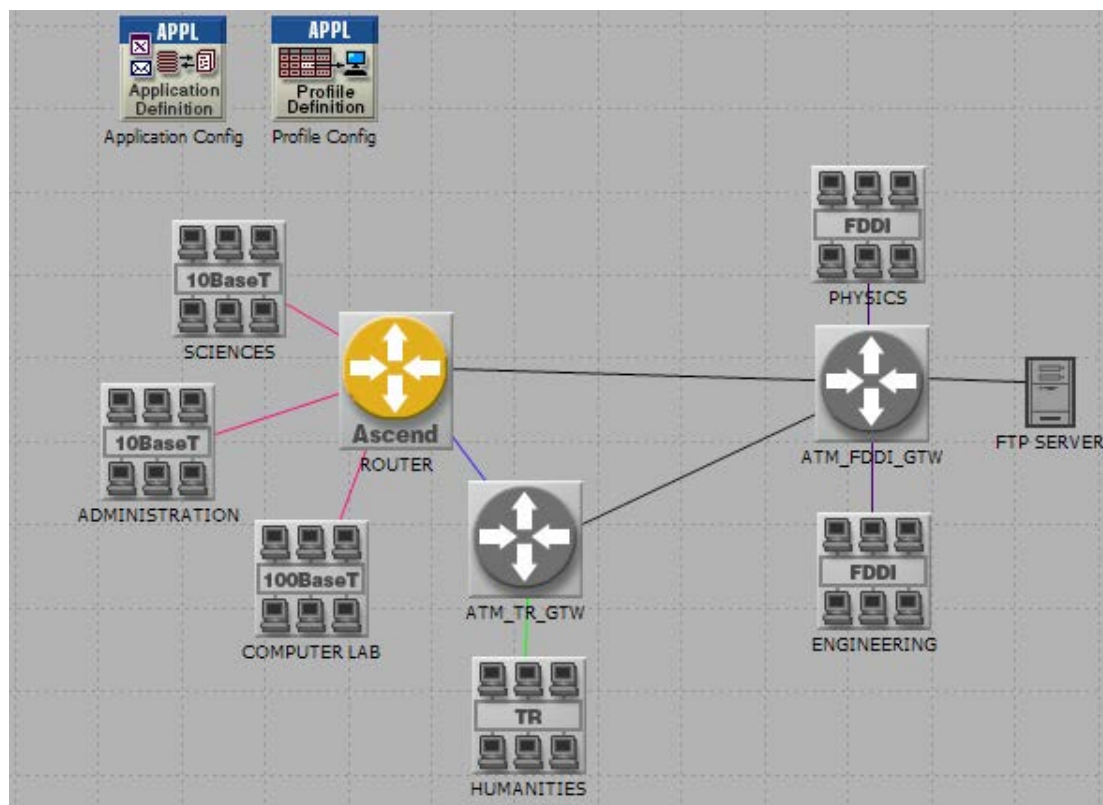 APPL
Application
Definition
Application Config
APPL
Profiile
Definition
Profile Config
FDDI
PHYSICS
10BaseT
SCIENCES
Ascend
ROUTER
ATM_FDDI_GTW
FTP SERVER
10BaseT
ADMINISTRATION
100BaseT
COMPUTER LAB
ATM_TR_GTW
FDDI
ENGINEERING
TR
HUMANITIES